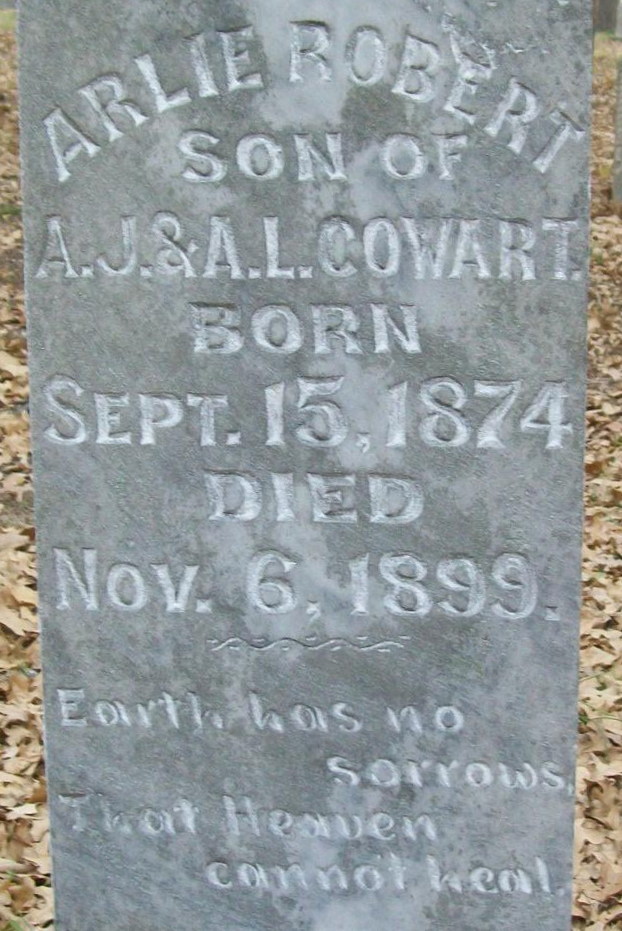 ARLIE ROBERT
SON OF
A.J. & A.L. COWART.
BORN
SEPT. 15, 1874
DIED
NOV. 6, 1899.
Earth has no
sorrows,
That Heaven
cannot heal.